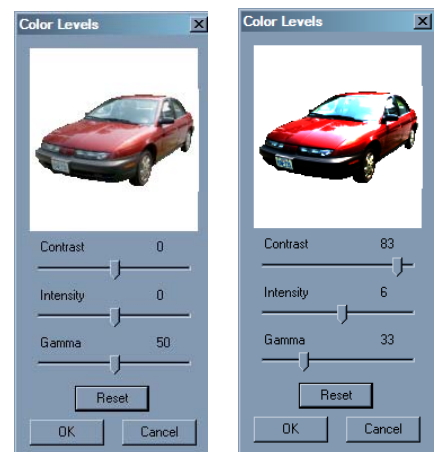 Color Levels
Contrast 0
Intensity 0
Gamma 50
Reset
OK Cancel
Color Levels
Contrast 83
Intensity 6
Gamma 33
Reset
OK Cancel